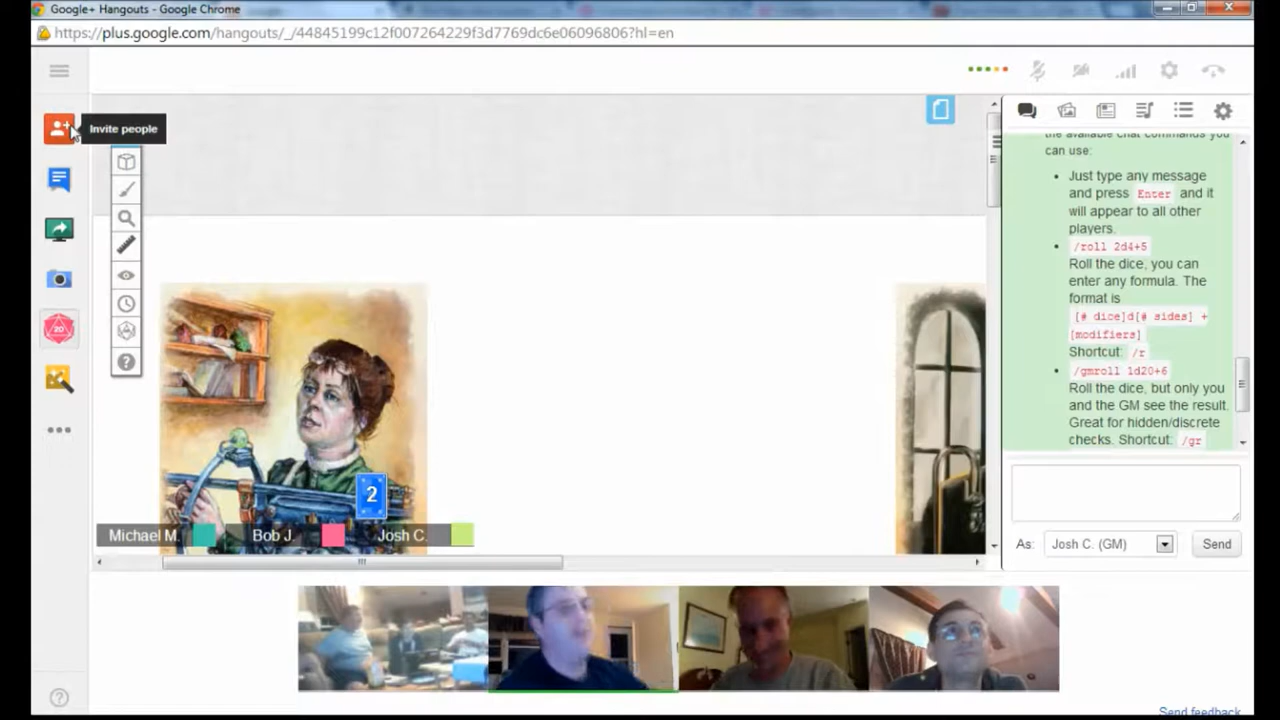 Google+ Hangouts - Google Chrome
https://plus.google.com/hangouts/_/44845199c12f007264229f3d7769dc6e06096806?hl=en
Invite people
the available chat commands you
can use:
Just type any message
and press Enter and it
will appear to all other
players.
/roll 2d4+5
Roll the dice, you can
enter any formula. The
format is
[# dice]d[# sides] +
[modifiers]
Shortcut: /r
/gmroll 1d20+6
Roll the dice, but only you
and the GM see the result.
Great for hidden/discrete
checks. Shortcut: /gr
20
2
Michael M. Bob J. Josh C.
As: Josh C. (GM) Send
Send feedback